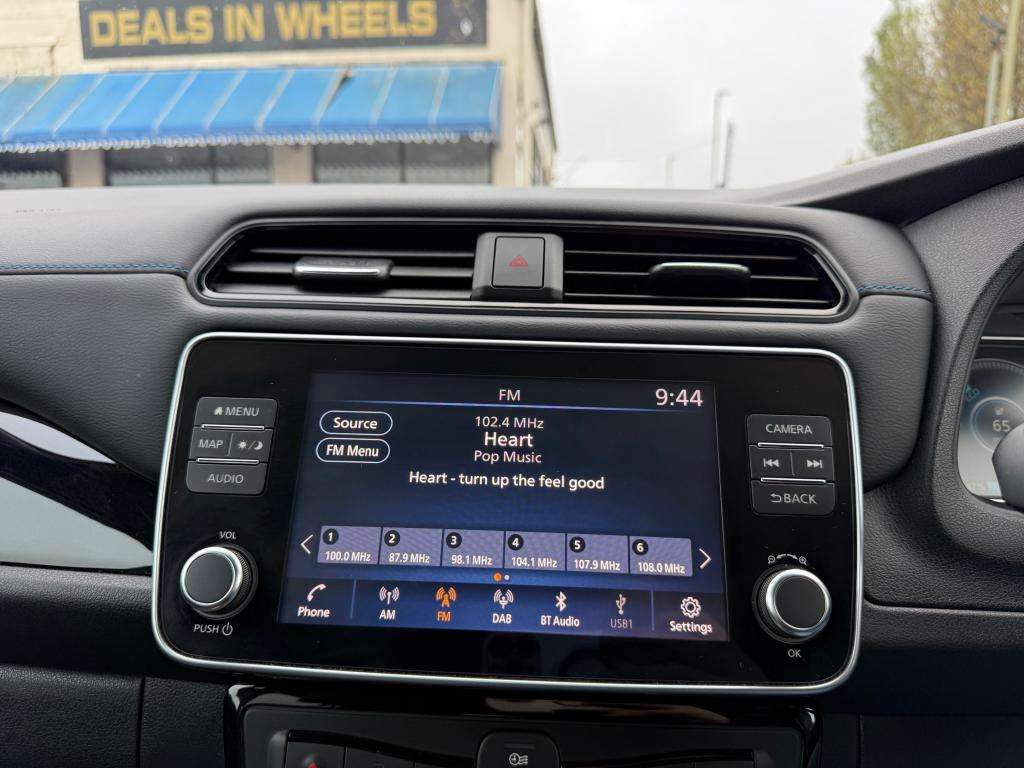 DEALS IN WHEELS
FM
9:44
Source
FM Menu
102.4 MHz
Heart
Pop Music
Heart - turn up the feel good
1
100.0 MHz
2
87.9 MHz
3
98.1 MHz
4
104.1 MHz
5
107.9 MHz
6
108.0 MHz
Phone
AM
FM
DAB
BT Audio
USB1
Settings
MENU
MAP
AUDIO
VOL
PUSH
CAMERA
BACK
OK
65